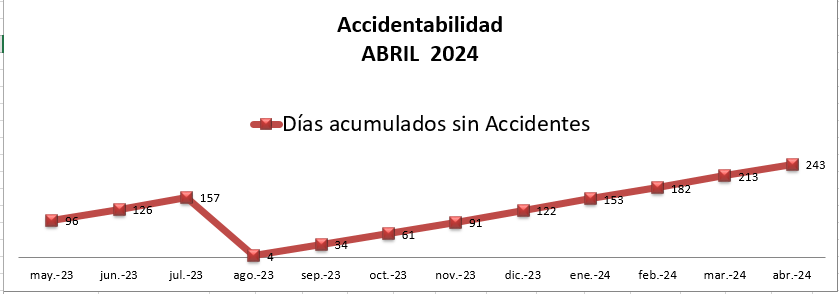 Accidentabilidad
ABRIL 2024
Días acumulados sin Accidentes
96 126 157 4 34 61 91 122 153 182 213 243
may.-23 jun.-23 jul.-23 ago.-23 sep.-23 oct.-23 nov.-23 dic.-23 ene.-24 feb.-24 mar.-24 abr.-24